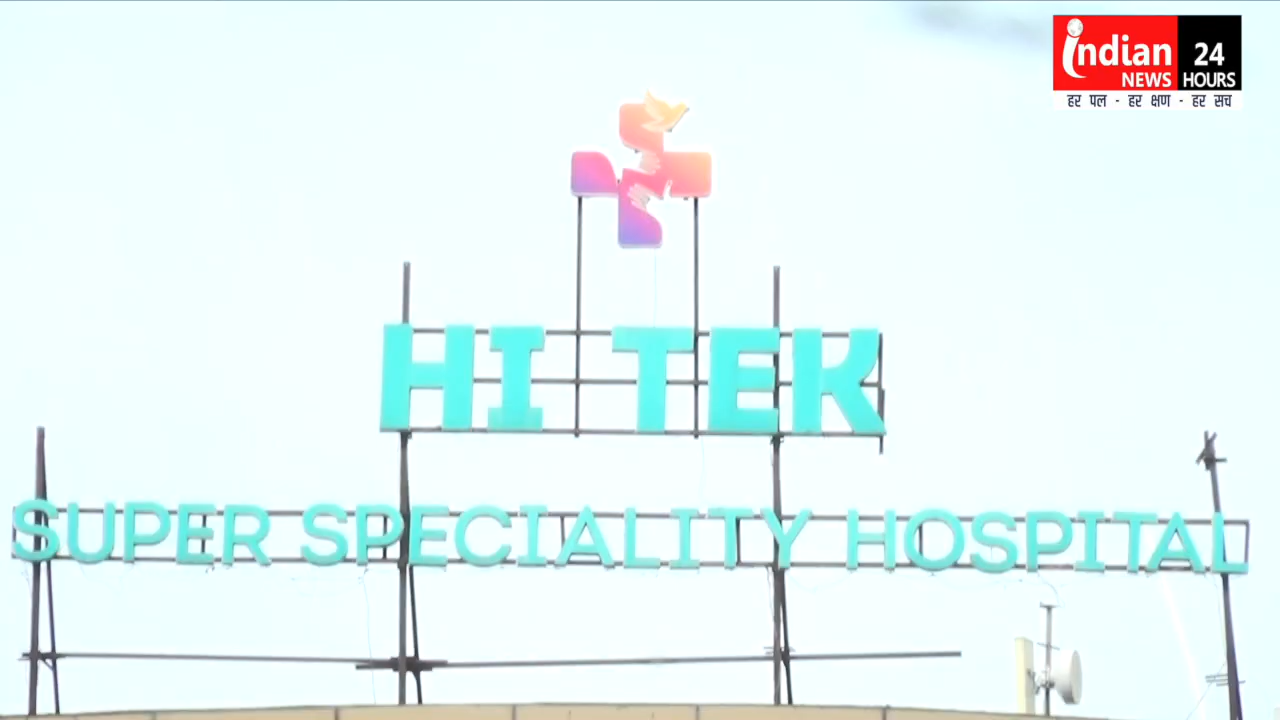 indian
NEWS
24
HOURS
हर पल - हर क्षण - हर सच
HI TEK
SUPER SPECIALITY HOSPITAL